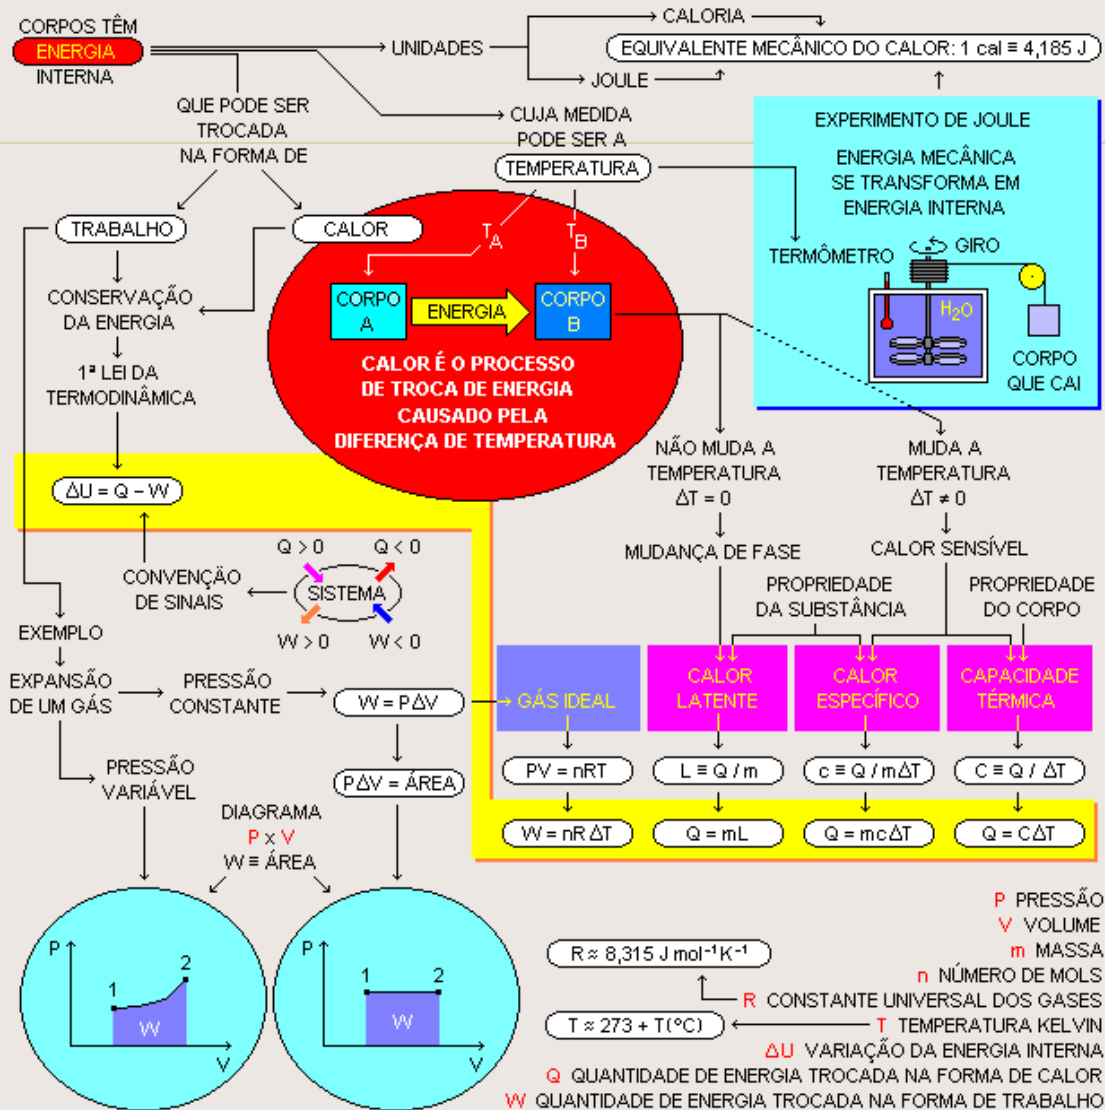 CORPOS TÊM
ENERGIA
INTERNA
UNIDADES
CALORIA
EQUIVALENTE MECÂNICO DO CALOR: 1 cal ≡ 4,185 J
JOULE
QUE PODE SER
TROCADA
NA FORMA DE
CUJA MEDIDA
PODE SER A
TEMPERATURA
EXPERIMENTO DE JOULE
ENERGIA MECÂNICA
SE TRANSFORMA EM
ENERGIA INTERNA
TERMÔMETRO
GIRO
H₂O
CORPO
QUE CAI
TRABALHO
CALOR
T_A
T_B
CORPO
A
ENERGIA
CORPO
B
CALOR É O PROCESSO
DE TROCA DE ENERGIA
CAUSADO PELA
DIFERENÇA DE TEMPERATURA
CONSERVAÇÃO
DA ENERGIA
1ª LEI DA
TERMODINÂMICA
ΔU = Q – W
NÃO MUDA A
TEMPERATURA
ΔT = 0
MUDA A
TEMPERATURA
ΔT ≠ 0
MUDANÇA DE FASE
CALOR SENSÍVEL
Q > 0
Q < 0
SISTEMA
W > 0
W < 0
CONVENÇÃO
DE SINAIS
PROPRIEDADE
DA SUBSTÂNCIA
PROPRIEDADE
DO CORPO
EXEMPLO
EXPANSÃO
DE UM GÁS
PRESSÃO
CONSTANTE
W = PΔV
GÁS IDEAL
CALOR
LATENTE
CALOR
ESPECÍFICO
CAPACIDADE
TÉRMICA
PRESSÃO
VARIÁVEL
PΔV = ÁREA
PV = nRT
L ≡ Q / m
c ≡ Q / mΔT
C ≡ Q / ΔT
W = nR ΔT
Q = mL
Q = mcΔT
Q = CΔT
DIAGRAMA
P x V
W ≡ ÁREA
P
1
2
W
V
P
1
2
W
V
P PRESSÃO
V VOLUME
m MASSA
n NÚMERO DE MOLS
R ≈ 8,315 J mol⁻¹ K⁻¹
R CONSTANTE UNIVERSAL DOS GASES
T ≈ 273 + T(°C)
T TEMPERATURA KELVIN
ΔU VARIAÇÃO DA ENERGIA INTERNA
Q QUANTIDADE DE ENERGIA TROCADA NA FORMA DE CALOR
W QUANTIDADE DE ENERGIA TROCADA NA FORMA DE TRABALHO